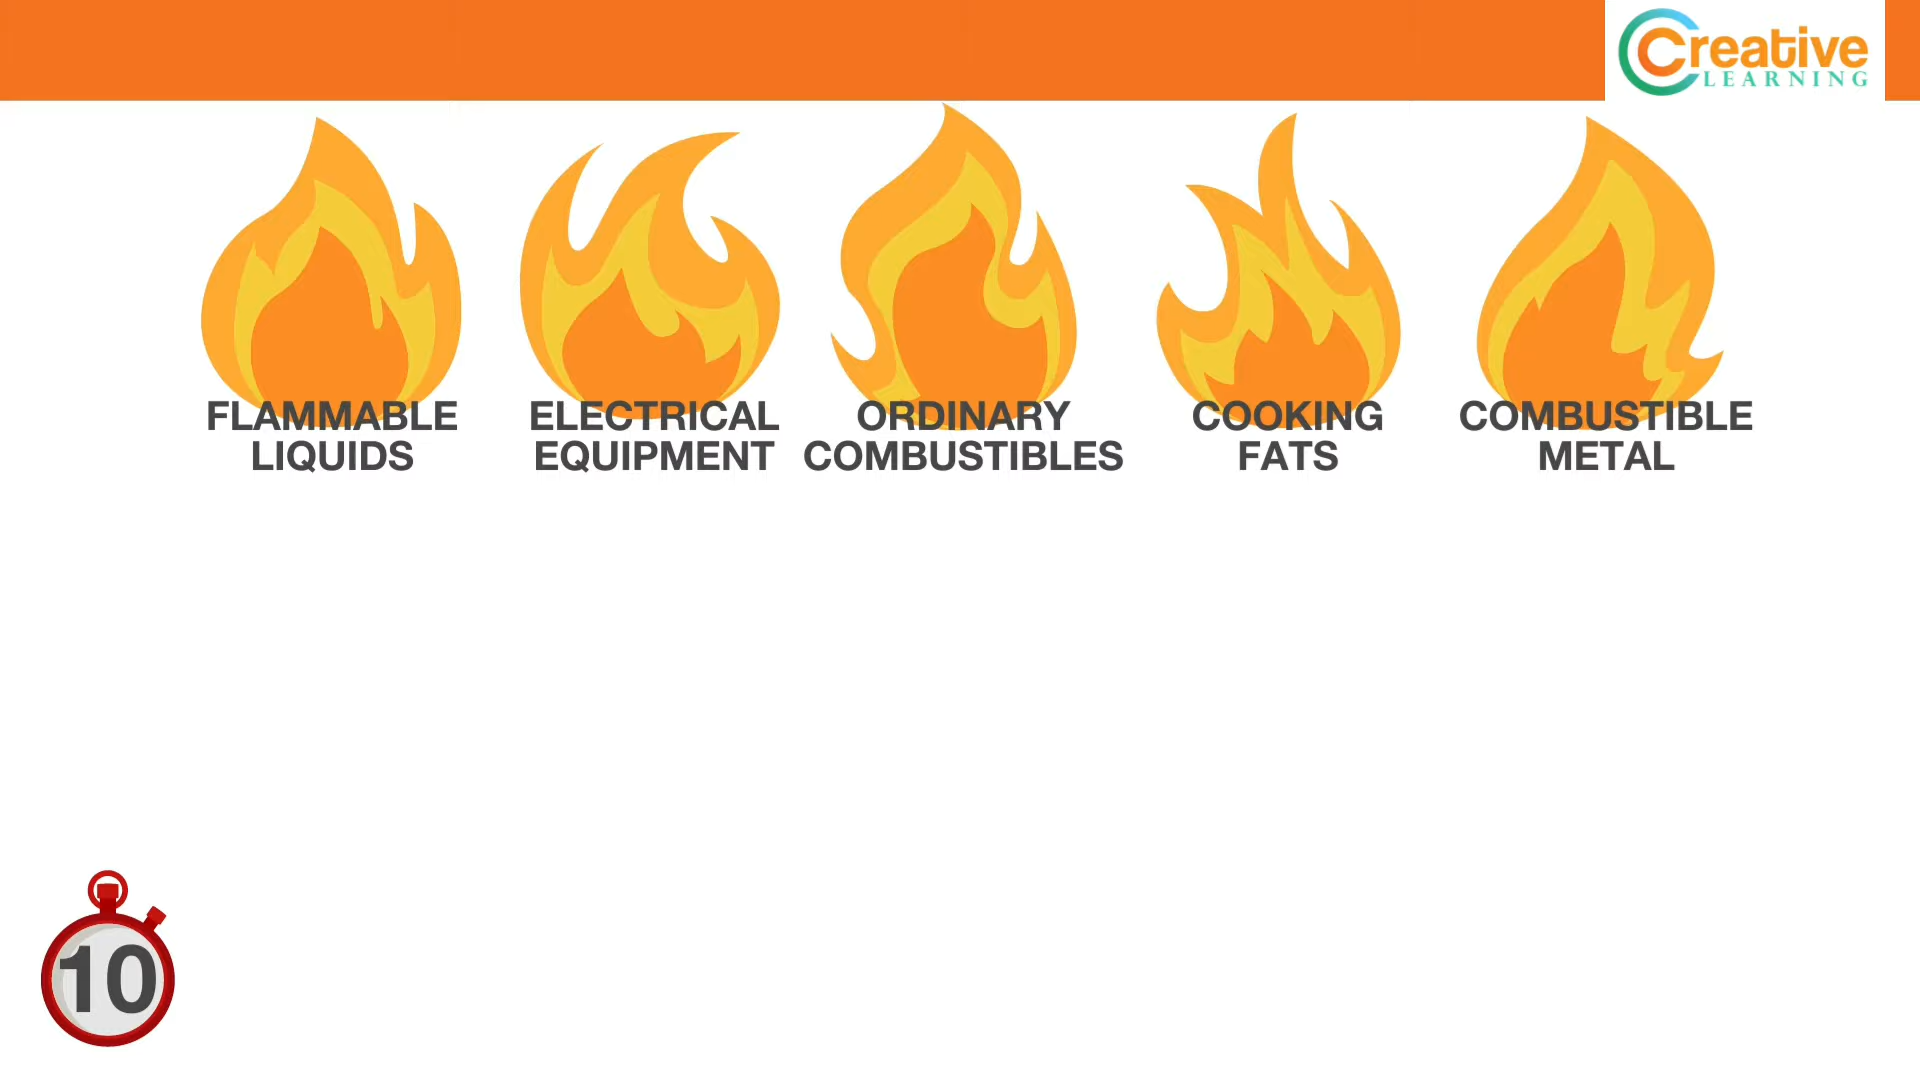 Creative
LEARNING
FLAMMABLE
LIQUIDS
ELECTRICAL
EQUIPMENT
ORDINARY
COMBUSTIBLES
COOKING
FATS
COMBUSTIBLE
METAL
10